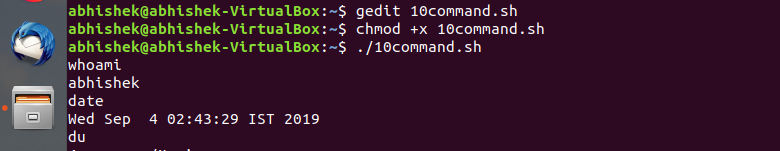 abhishek@abhishek-VirtualBox:~$ gedit 10command.sh
abhishek@abhishek-VirtualBox:~$ chmod +x 10command.sh
abhishek@abhishek-VirtualBox:~$ ./10command.sh
whoami
abhishek
date
Wed Sep  4 02:43:29 IST 2019
du